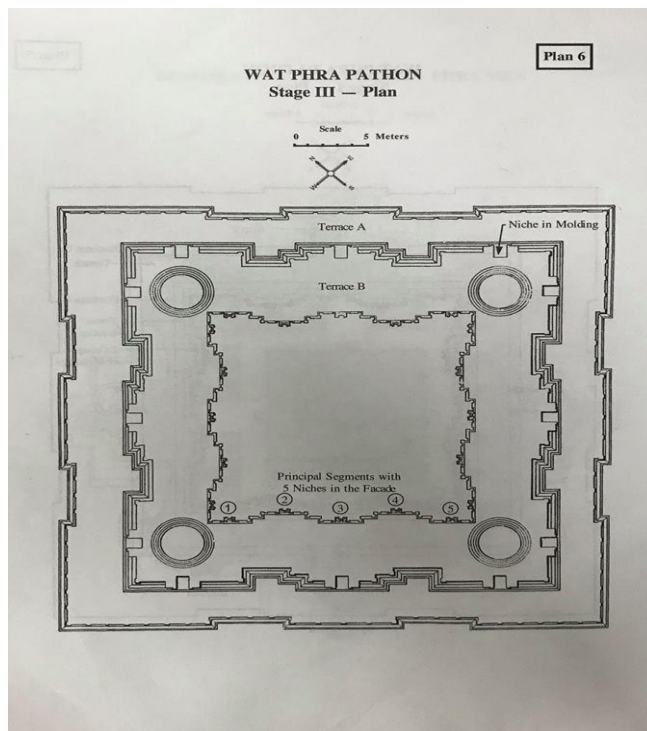 Plan 6
WAT PHRA PATHON
Stage III — Plan
Scale
0 5 Meters
N E
W S
Terrace A
Niche in Molding
Terrace B
Principal Segments with
5 Niches in the Facade
1 2 3 4 5